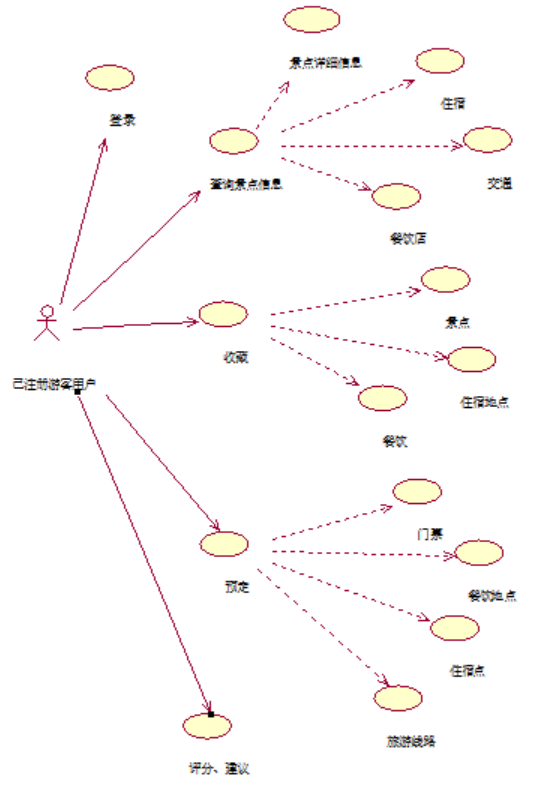 景点详细信息
住宿
登录
查询景点信息
交通
餐饮店
景点
收藏
已注册游客用户
住宿地点
餐饮
门票
预定
餐饮地点
住宿点
旅游线路
评分、建议